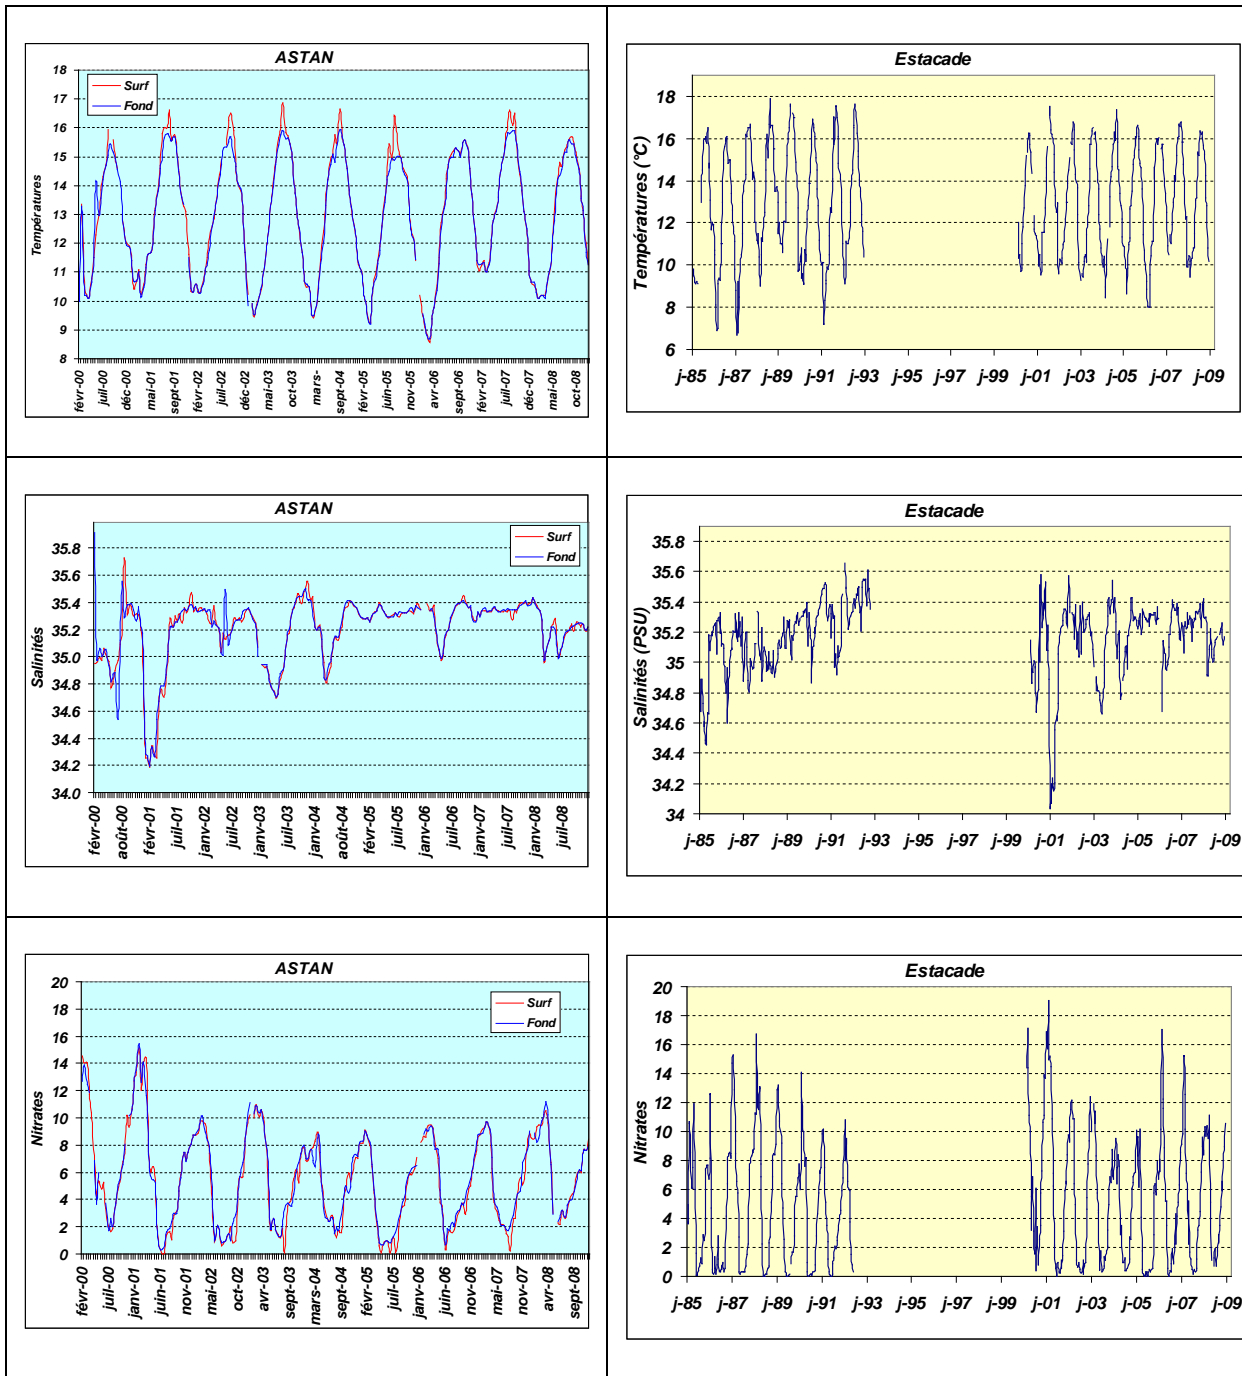 ASTAN
Températures
18
17
16
15
14
13
12
11
10
9
8
Surf
Fond
févr-00
juil-00
déc-00
mai-01
sept-01
févr-02
juil-02
déc-02
mai-03
oct-03
mars-
sept-04
févr-05
juin-05
nov-05
avr-06
sept-06
févr-07
juil-07
déc-07
mai-08
oct-08
Estacade
Températures (°C)
18
16
14
12
10
8
6
j-85
j-87
j-89
j-91
j-93
j-95
j-97
j-99
j-01
j-03
j-05
j-07
j-09
ASTAN
Salinités
35.8
35.6
35.4
35.2
35.0
34.8
34.6
34.4
34.2
34.0
Surf
Fond
févr-00
août-00
févr-01
juil-01
janv-02
juil-02
janv-03
juil-03
janv-04
août-04
févr-05
juil-05
janv-06
juil-06
janv-07
juil-07
janv-08
juil-08
Estacade
Salinités (PSU)
35.8
35.6
35.4
35.2
35
34.8
34.6
34.4
34.2
34
j-85
j-87
j-89
j-91
j-93
j-95
j-97
j-99
j-01
j-03
j-05
j-07
j-09
ASTAN
Nitrates
20
18
16
14
12
10
8
6
4
2
0
Surf
Fond
févr-00
juil-00
janv-01
juin-01
nov-01
mai-02
oct-02
avr-03
sept-03
mars-04
sept-04
févr-05
juil-05
janv-06
juin-06
nov-06
mai-07
nov-07
avr-08
sept-08
Estacade
Nitrates
20
18
16
14
12
10
8
6
4
2
0
j-85
j-87
j-89
j-91
j-93
j-95
j-97
j-99
j-01
j-03
j-05
j-07
j-09